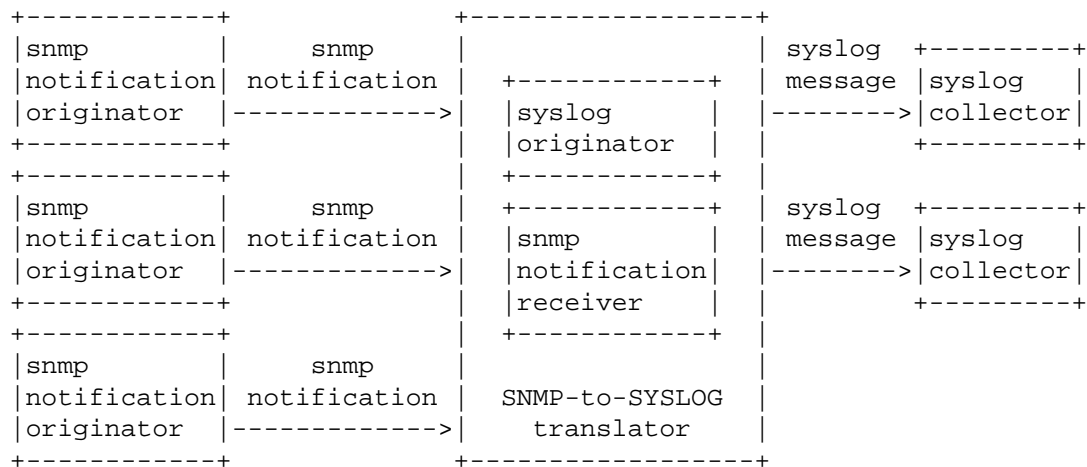 +------------+              +-------------------+
|snmp        |     snmp     |                   | syslog  +---------+
|notification| notification |  +------------+   | message |syslog   |
|originator  |------------->|  |syslog      |   |-------->|collector|
+------------+              |  |originator  |   |         +---------+
+------------+              |  +------------+   |
|snmp        |     snmp     |  +------------+   | syslog  +---------+
|notification| notification |  |snmp        |   | message |syslog   |
|originator  |------------->|  |notification|   |-------->|collector|
+------------+              |  |receiver    |   |         +---------+
+------------+              |  +------------+   |
|snmp        |     snmp     |                   |
|notification| notification |  SNMP-to-SYSLOG   |
|originator  |------------->|    translator     |
+------------+              +-------------------+